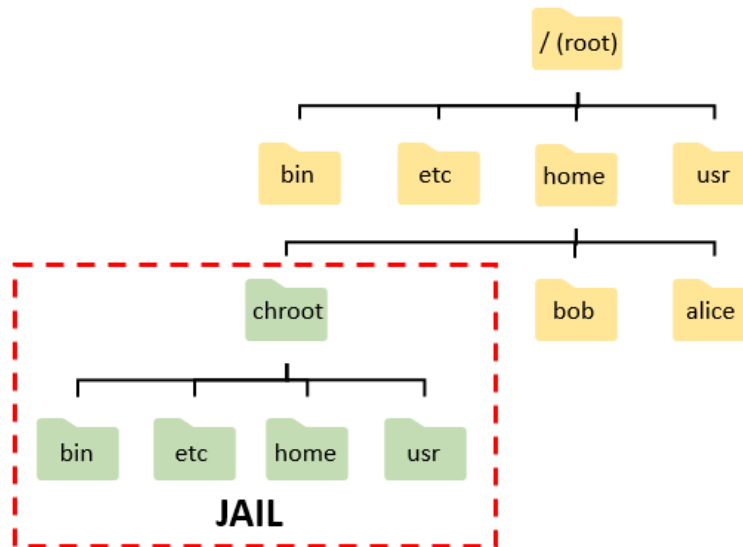 / (root)
bin etc home usr
chroot bob alice
bin etc home usr
JAIL